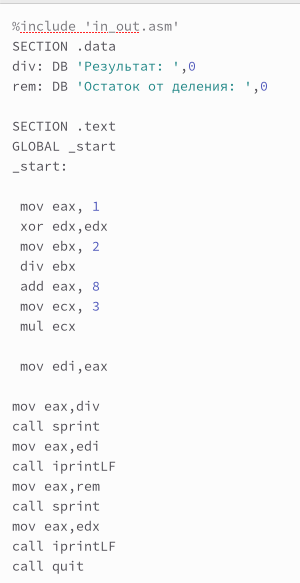 %include 'in_out.asm'
SECTION .data
div: DB 'Результат: ',0
rem: DB 'Остаток от деления: ',0
SECTION .text
GLOBAL _start
_start:
mov eax, 1
xor edx,edx
mov ebx, 2
div ebx
add eax, 8
mov ecx, 3
mul ecx
mov edi,eax
mov eax,div
call sprint
mov eax,edi
call iprintLF
mov eax,rem
call sprint
mov eax,edx
call iprintLF
call quit